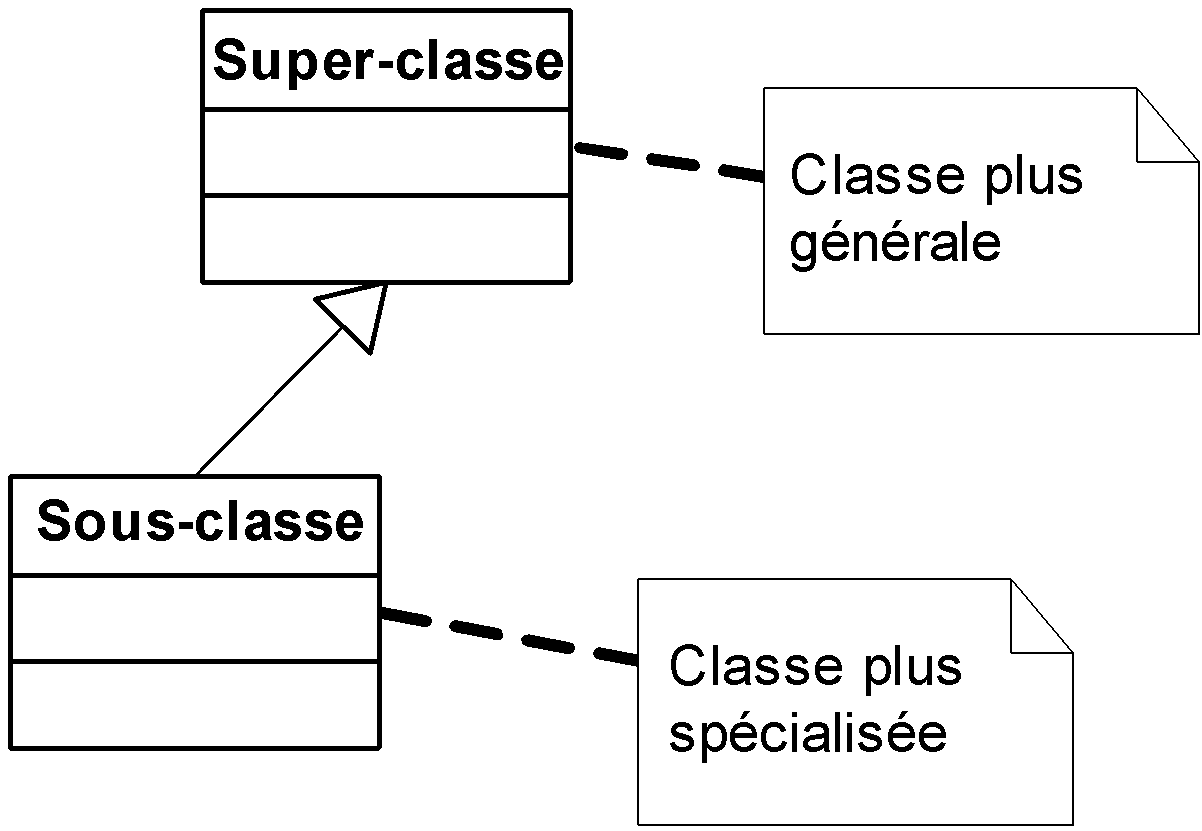 Super-classe
Classe plus
générale
Sous-classe
Classe plus
spécialisée